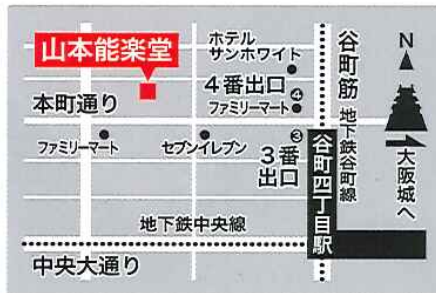 山本能楽堂
ホテル
サンホワイト
4番出口
④
ファミリーマート
谷町筋
地下鉄谷町線
N
本町通り
ファミリーマート
セブンイレブン
③
3番
出口
谷町四丁目駅
大阪城へ
地下鉄中央線
中央大通り